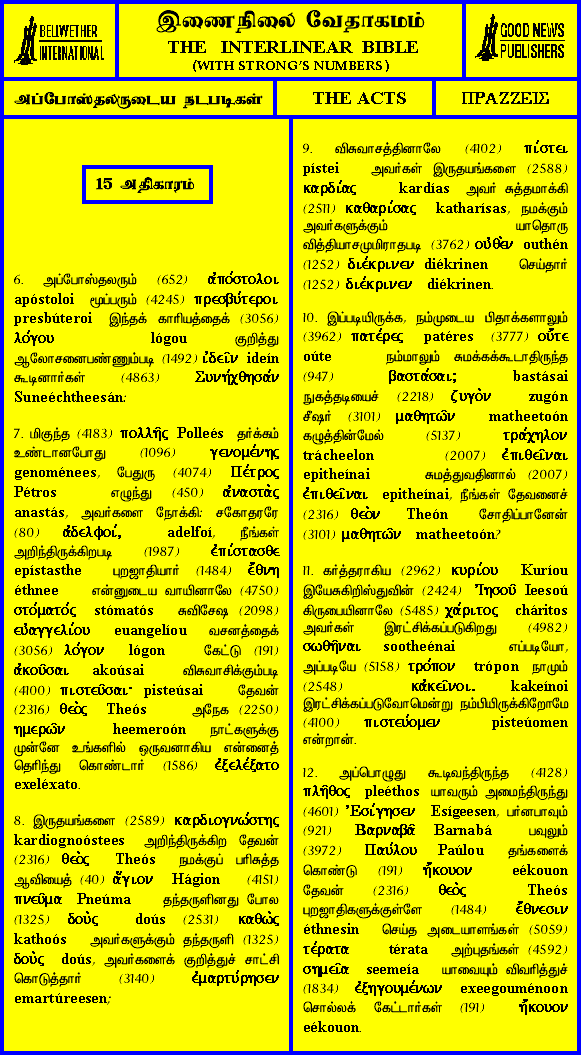 BELLWETHER
INTERNATIONAL
இணைநிலை வேதாகமம்
THE INTERLINEAR BIBLE
(WITH STRONG'S NUMBERS)
GOOD NEWS
PUBLISHERS
அப்போஸ்தலருடைய நடபடிகள்
THE ACTS
ΠΡΑΖΖΕΙΣ
15 அதிகாரம்
6. அப்போஸ்தலரும் (652) ἀπόστολοι
apóstoloi மூப்பரும் (4245) πρεσβύτεροι
presbúteroi இந்தக் காரியத்தைக் (3056)
λόγου lógou குறித்து
ஆலோசனைபண்ணும்படி (1492) ἰδεῖν ideín
கூடினார்கள் (4863) Συνήχθησάν
Suneéchtheesán;
7. மிகுந்த (4183) πολλῆς Polleés தர்க்கம்
உண்டானபோது (1096) γενομένης
genoménees, பேதுரு (4074) Πέτρος
Pétros எழுந்து (450) ἀναστὰς
anastás, அவர்களை நோக்கி: சகோதரரே
(80) ἀδελφοί, adelfoí, நீங்கள்
அறிந்திருக்கிறபடி (1987) ἐπίστασθε
epístasthe புறஜாதியார் (1484) ἔθνη
éthnee என்னுடைய வாயினாலே (4750)
στόματός stómatós சுவிசேஷ (2098)
εὐαγγελίου euangelíou வசனத்தைக்
(3056) λόγον lógon கேட்டு (191)
ἀκοῦσαι akoúsai விசுவாசிக்கும்படி
(4100) πιστεῦσαι· pisteúsai தேவன்
(2316) θεὸς Theós அநேக (2250)
ημερῶν heemeroón நாட்களுக்கு
முன்னே உங்களில் ஒருவனாகிய என்னைத்
தெரிந்து கொண்டார் (1586) ἐξελέξατο
exeléxato.
8. இருதயங்களை (2589) καρδιογνώστης
kardiognoóstees அறிந்திருக்கிற தேவன்
(2316) θεὸς Theós நமக்குப் பரிசுத்த
ஆவியைத் (40) ἅγιον Hágion (4151)
πνεῦμα Pneúma தந்தருளினது போல
(1325) δοὺς doús (2531) καθὼς
kathoós அவர்களுக்கும் தந்தருளி (1325)
δοὺς doús, அவர்களைக் குறித்துச் சாட்சி
கொடுத்தார் (3140) ἐμαρτύρησεν
emartúreesen;
9. விசுவாசத்தினாலே (4102) πίστει
pístei அவர்கள் இருதயங்களை (2588)
καρδίας kardías அவர் சுத்தமாக்கி
(2511) καθαρίσας katharísas, நமக்கும்
அவர்களுக்கும் யாதொரு
வித்தியாசமுமிராதபடி (3762) οὐθὲν outhén
(1252) διέκρινεν diékrinen செய்தார்
(1252) διέκρινεν diékrinen.
10. இப்படியிருக்க, நம்முடைய பிதாக்களாலும்
(3962) πατέρες patéres (3777) οὔτε
oúte நம்மாலும் சுமக்கக்கூடாதிருந்த
(947) βαστάσαι; bastásai
நுகத்தடியைச் (2218) ζυγὸν zugón
சீஷர் (3101) μαθητῶν matheetoón
கழுத்தின்மேல் (5137) τράχηλον
trácheelon (2007) ἐπιθεῖναι
epitheínai சுமத்துவதினால் (2007)
ἐπιθεῖναι epitheínai, நீங்கள் தேவனைச்
(2316) θεὸν Theón சோதிப்பானேன்
(3101) μαθητῶν matheetoón?
11. கர்த்தராகிய (2962) κυρίου Kuríou
இயேசுகிறிஸ்துவின் (2424) Ἰησοῦ Ieesoú
கிருபையினாலே (5485) χάριτος cháritos
அவர்கள் இரட்சிக்கப்படுகிறது (4982)
σωθῆναι sootheénai எப்படியோ,
அப்படியே (5158) τρόπον trópon நாமும்
(2548) κἀκεῖνοι. kakeínoi
இரட்சிக்கப்படுவோமென்று நம்பியிருக்கிறோமே
(4100) πιστεύομεν pisteúomen
என்றான்.
12. அப்பொழுது கூடிவந்திருந்த (4128)
πλῆθος pleéthos யாவரும் அமைந்திருந்து
(4601) Ἐσίγησεν Esígeesen, பர்னபாவும்
(921) Βαρναβᾶ Barnabá பவுலும்
(3972) Παύλου Paúlou தங்களைக்
கொண்டு (191) ἤκουον eékouon
தேவன் (2316) θεὸς Theós
புறஜாதிகளுக்குள்ளே (1484) ἔθνεσιν
éthnesin செய்த அடையாளங்கள் (5059)
τέρατα térata அற்புதங்கள் (4592)
σημεῖα seemeía யாவையும் விவரித்துச்
(1834) ἐξηγουμένων exeegouménoon
சொல்லக் கேட்டார்கள் (191) ἤκουον
eékouon.